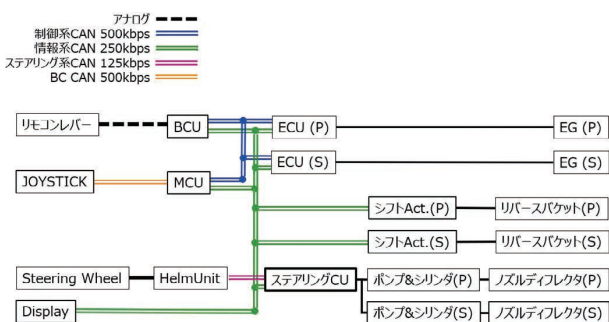 アナログ
制御系CAN 500kbps
情報系CAN 250kbps
ステアリング系CAN 125kbps
BC CAN 500kbps
リモコンレバー BCU ECU (P) EG (P)
ECU (S) EG (S)
JOYSTICK MCU
シフトAct.(P) リバースバケット(P)
シフトAct.(S) リバースバケット(S)
Steering Wheel HelmUnit ステアリングCU ポンプ&シリンダ(P) ノズルディフレクタ(P)
Display ポンプ&シリンダ(S) ノズルディフレクタ(S)